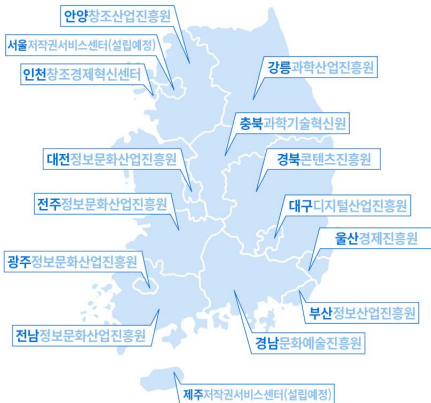 안양창조산업진흥원
서울저작권서비스센터(설립예정)
강릉과학산업진흥원
인천창조경제혁신센터
충북과학기술혁신원
대전정보문화산업진흥원
경북콘텐츠진흥원
전주정보문화산업진흥원
대구디지털산업진흥원
울산경제진흥원
광주정보문화산업진흥원
부산정보산업진흥원
전남정보문화산업진흥원
경남문화예술진흥원
제주저작권서비스센터(설립예정)